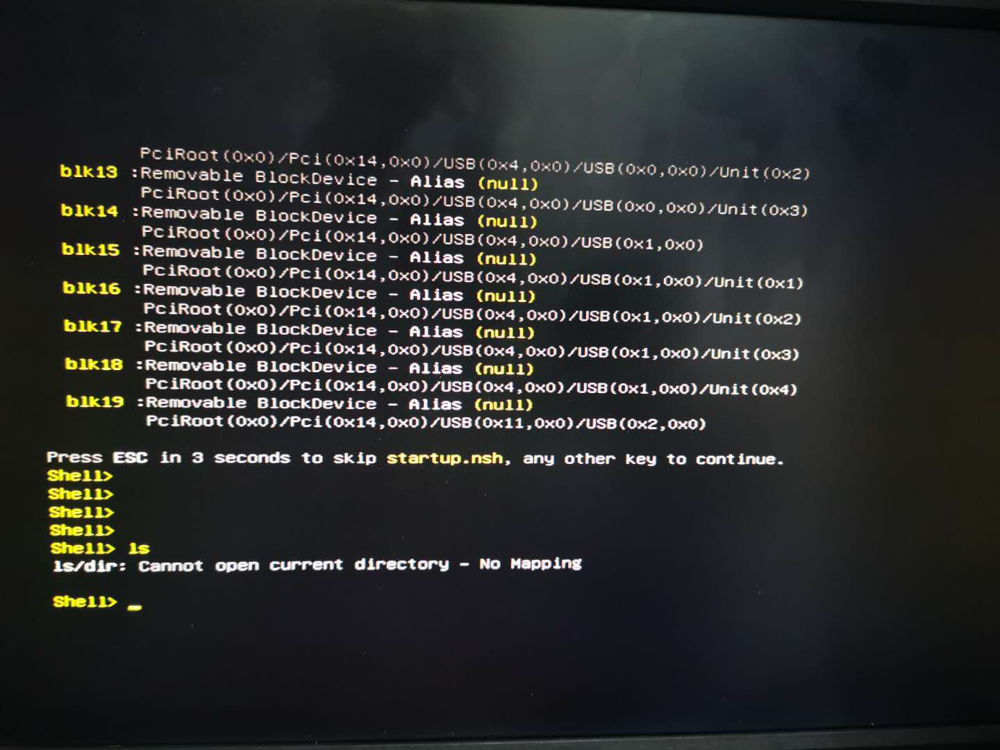 PciRoot(0x0)/Pci(0x14,0x0)/USB(0x4,0x0)/USB(0x0,0x0)/Unit(0x2)
blk13 :Removable BlockDevice - Alias (null)
PciRoot(0x0)/Pci(0x14,0x0)/USB(0x4,0x0)/USB(0x0,0x0)/Unit(0x3)
blk14 :Removable BlockDevice - Alias (null)
PciRoot(0x0)/Pci(0x14,0x0)/USB(0x4,0x0)/USB(0x1,0x0)
blk15 :Removable BlockDevice - Alias (null)
PciRoot(0x0)/Pci(0x14,0x0)/USB(0x4,0x0)/USB(0x1,0x0)/Unit(0x1)
blk16 :Removable BlockDevice - Alias (null)
PciRoot(0x0)/Pci(0x14,0x0)/USB(0x4,0x0)/USB(0x1,0x0)/Unit(0x2)
blk17 :Removable BlockDevice - Alias (null)
PciRoot(0x0)/Pci(0x14,0x0)/USB(0x4,0x0)/USB(0x1,0x0)/Unit(0x3)
blk18 :Removable BlockDevice - Alias (null)
PciRoot(0x0)/Pci(0x14,0x0)/USB(0x4,0x0)/USB(0x1,0x0)/Unit(0x4)
blk19 :Removable BlockDevice - Alias (null)
PciRoot(0x0)/Pci(0x14,0x0)/USB(0x11,0x0)/USB(0x2,0x0)
Press ESC in 3 seconds to skip startup.nsh, any other key to continue.
Shell>
Shell>
Shell>
Shell>
Shell> ls
ls/dir: Cannot open current directory - No Mapping
Shell> _